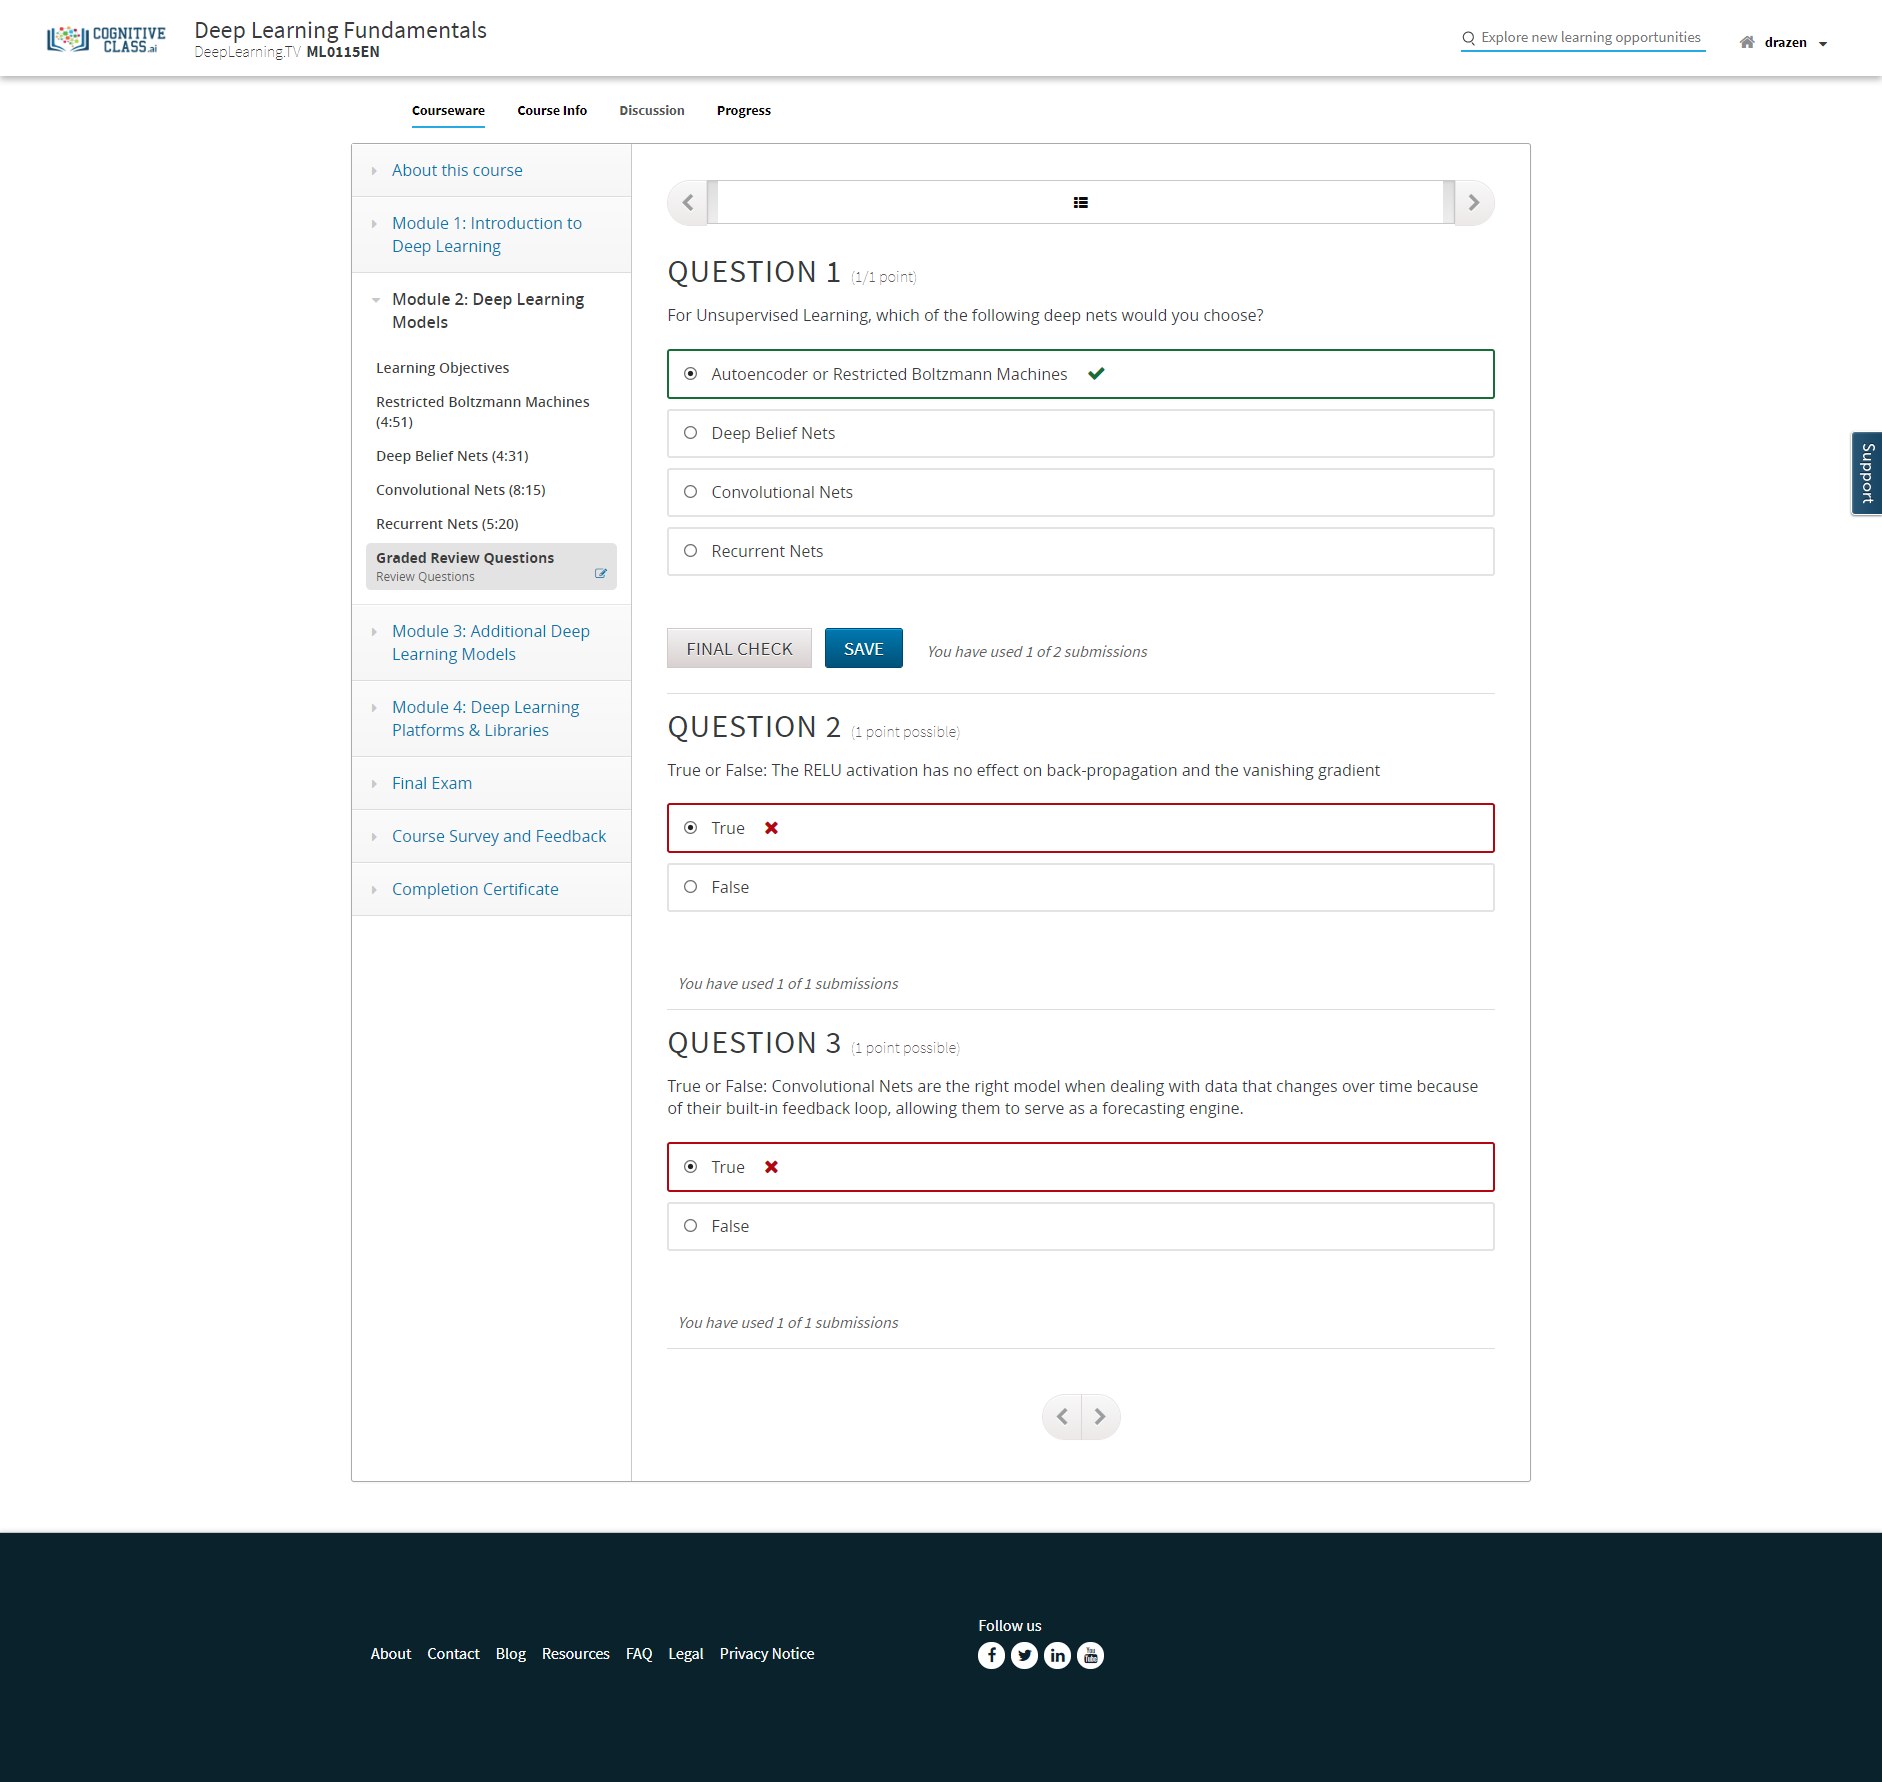 COGNITIVE
CLASS.ai
Deep Learning Fundamentals
DeepLearning.TV ML0115EN
Explore new learning opportunities
drazen
Courseware
Course Info
Discussion
Progress
About this course
Module 1: Introduction to
Deep Learning
Module 2: Deep Learning
Models
Learning Objectives
Restricted Boltzmann Machines
(4:51)
Deep Belief Nets (4:31)
Convolutional Nets (8:15)
Recurrent Nets (5:20)
Graded Review Questions
Review Questions
Module 3: Additional Deep
Learning Models
Module 4: Deep Learning
Platforms & Libraries
Final Exam
Course Survey and Feedback
Completion Certificate
QUESTION 1 (1/1 point)
For Unsupervised Learning, which of the following deep nets would you choose?
Autoencoder or Restricted Boltzmann Machines
Deep Belief Nets
Convolutional Nets
Recurrent Nets
FINAL CHECK
SAVE
You have used 1 of 2 submissions
QUESTION 2 (1 point possible)
True or False: The RELU activation has no effect on back-propagation and the vanishing gradient
True
False
You have used 1 of 1 submissions
QUESTION 3 (1 point possible)
True or False: Convolutional Nets are the right model when dealing with data that changes over time because
of their built-in feedback loop, allowing them to serve as a forecasting engine.
True
False
You have used 1 of 1 submissions
Support
About
Contact
Blog
Resources
FAQ
Legal
Privacy Notice
Follow us
You
Tube